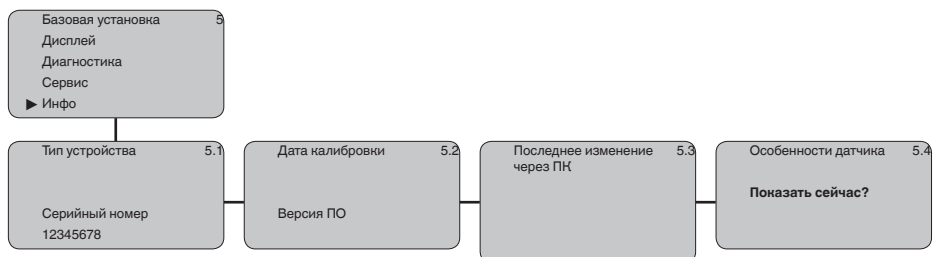 Базовая установка 5
Дисплей
Диагностика
Сервис
▶ Инфо
Тип устройства 5.1
Серийный номер
12345678
Дата калибровки 5.2
Версия ПО
Последнее изменение 5.3
через ПК
Особенности датчика 5.4
Показать сейчас?